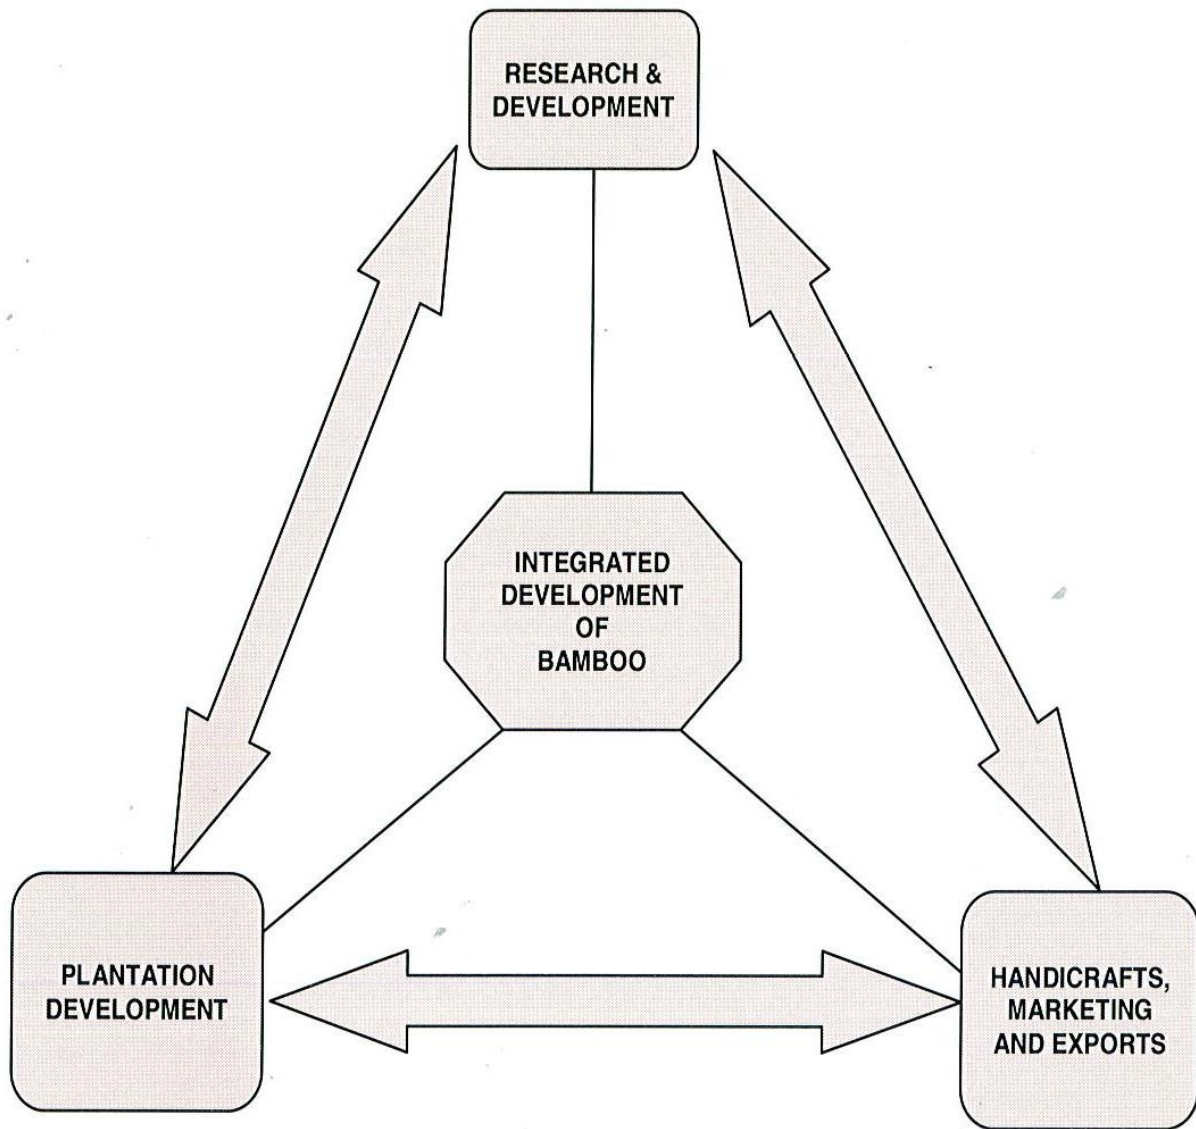 RESEARCH &
DEVELOPMENT
INTEGRATED
DEVELOPMENT
OF
BAMBOO
PLANTATION
DEVELOPMENT
HANDICRAFTS,
MARKETING
AND EXPORTS